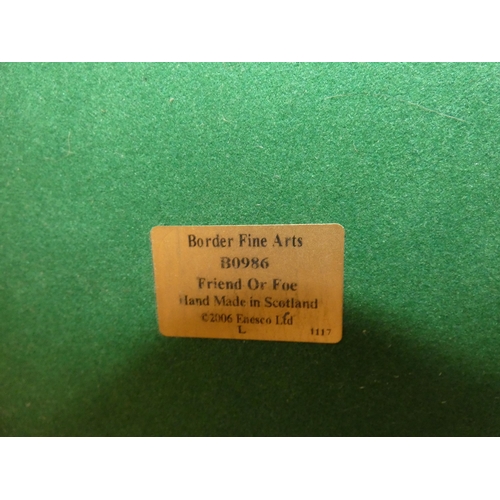 Border Fine Arts
B0986
Friend Or Foe
Hand Made in Scotland
©2006 Enesco Ltd
L 1117